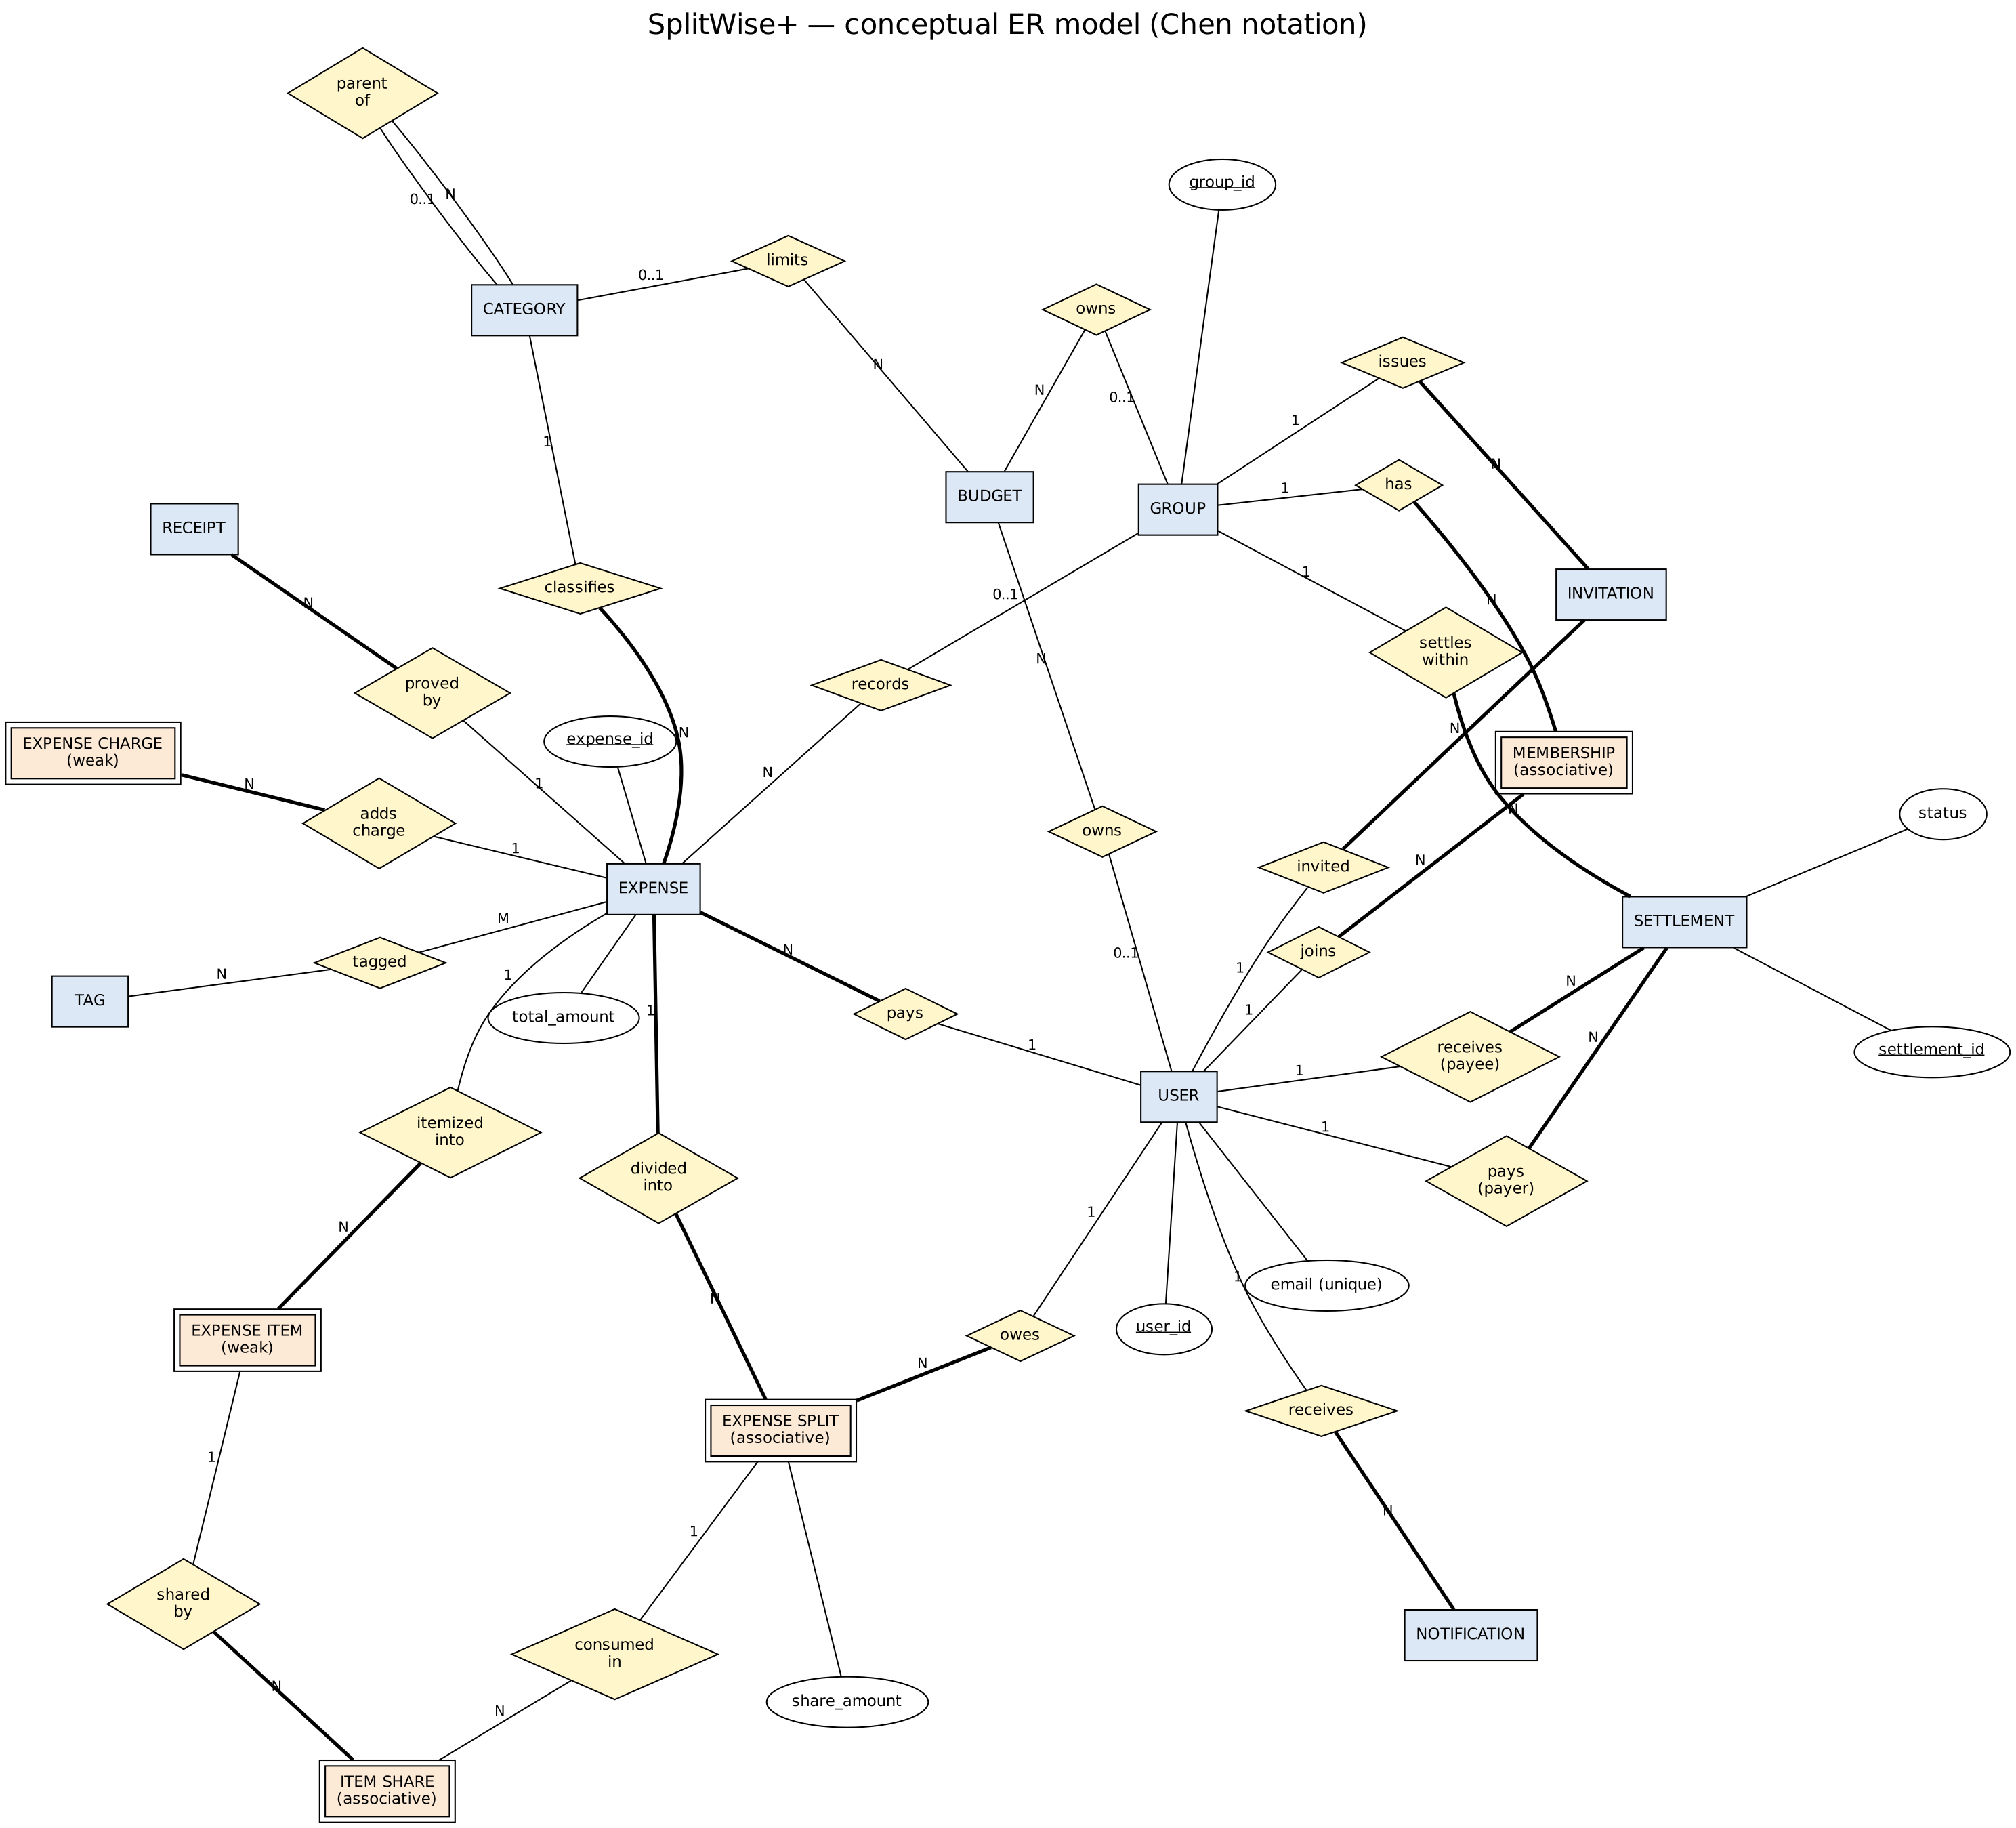 SplitWise+ — conceptual ER model (Chen notation)
parent
of
0..1
N
group_id
limits
0..1
CATEGORY
owns
issues
N
N
0..1
1
1
N
has
1
BUDGET
GROUP
RECEIPT
classifies
1
INVITATION
N
0..1
N
settles
within
N
proved
by
records
expense_id
N
N
N
EXPENSE CHARGE
(weak)
MEMBERSHIP
(associative)
N
1
N
adds
charge
status
owns
1
N
invited
EXPENSE
M
N
SETTLEMENT
tagged
N
0..1
joins
N
1
1
N
TAG
total_amount
1
pays
1
1
N
receives
(payee)
settlement_id
1
USER
itemized
into
1
divided
into
pays
(payer)
N
1
1
email (unique)
N
EXPENSE ITEM
(weak)
user_id
owes
N
receives
EXPENSE SPLIT
(associative)
1
1
N
shared
by
consumed
in
NOTIFICATION
N
N
share_amount
ITEM SHARE
(associative)